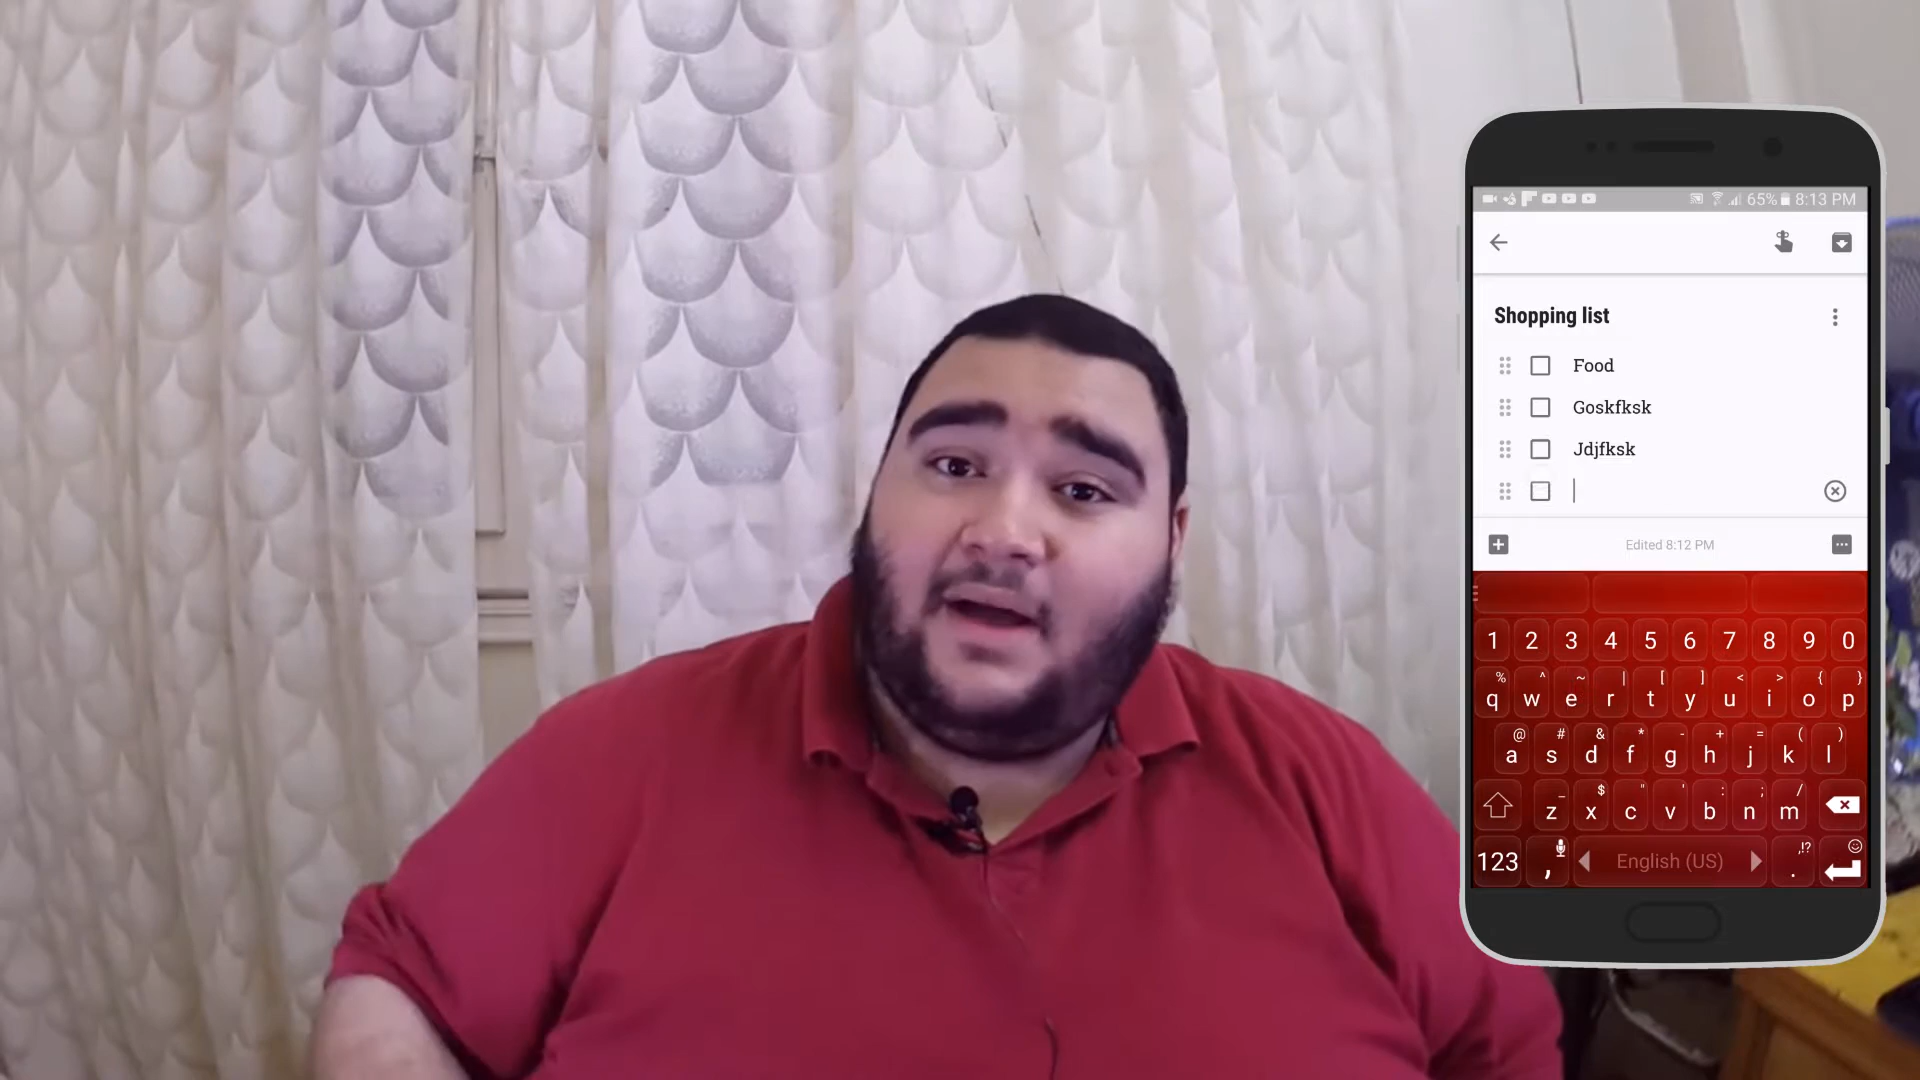 65% 8:13 PM
Shopping list
Food
Goskfksk
Jdjfksk
Edited 8:12 PM
1 2 3 4 5 6 7 8 9 0
% ^ ~ | [ ] < > { }
q w e r t y u i o p
@ # & * - + = ( )
a s d f g h j k l
_ $ " ' : ; /
z x c v b n m
,!?
123 , English (US) .